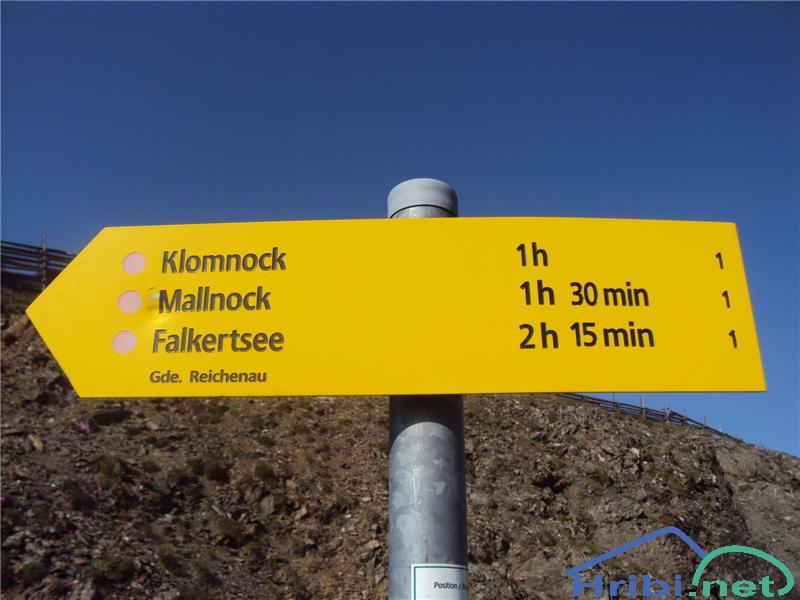 Klomnock 1h 1
Mallnock 1h 30 min 1
Falkertsee 2h 15 min 1
Gde. Reichenau
Position /
Hribi.net